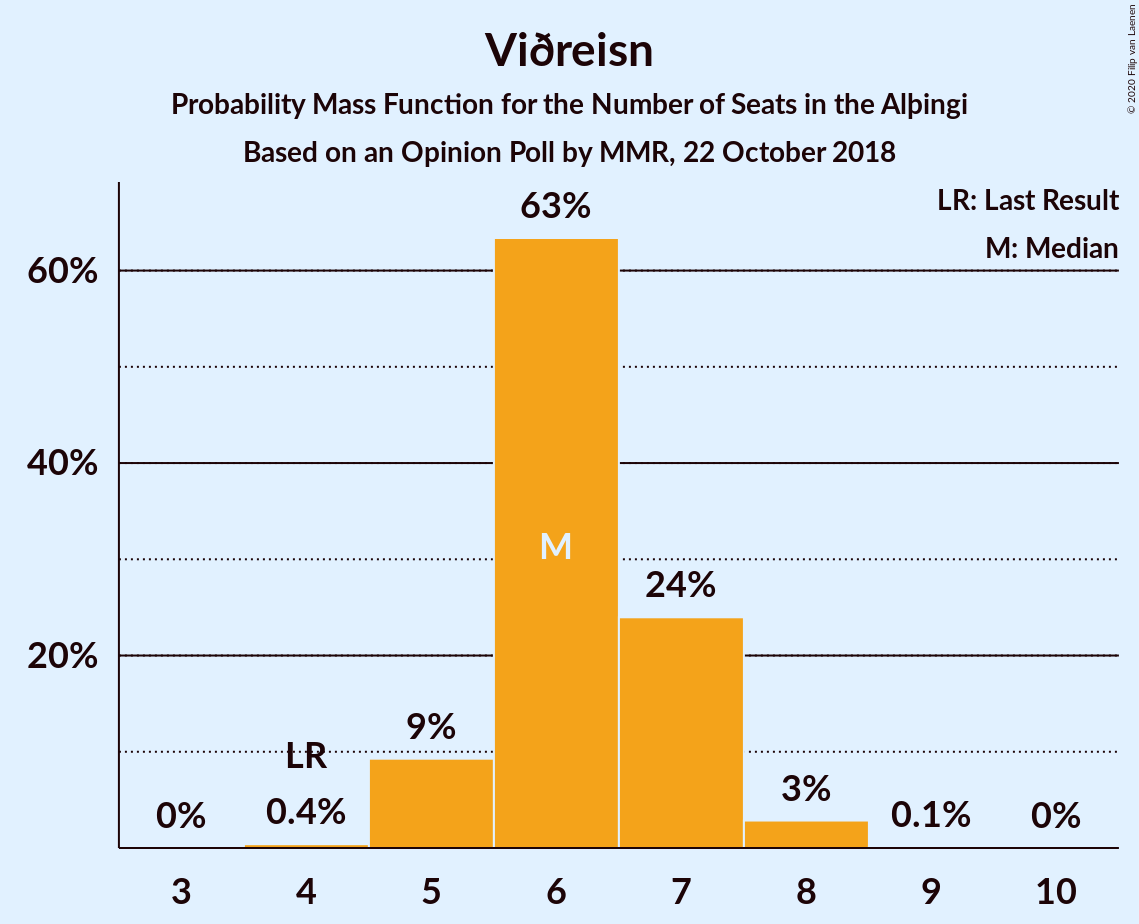 Viðreisn
Probability Mass Function for the Number of Seats in the Alþingi
Based on an Opinion Poll by MMR, 22 October 2018
© 2020 Filip van Laenen
LR: Last Result
M: Median
60%
40%
20%
0%
LR
0.4%
9%
63%
M
24%
3%
0.1%
0%
3 4 5 6 7 8 9 10